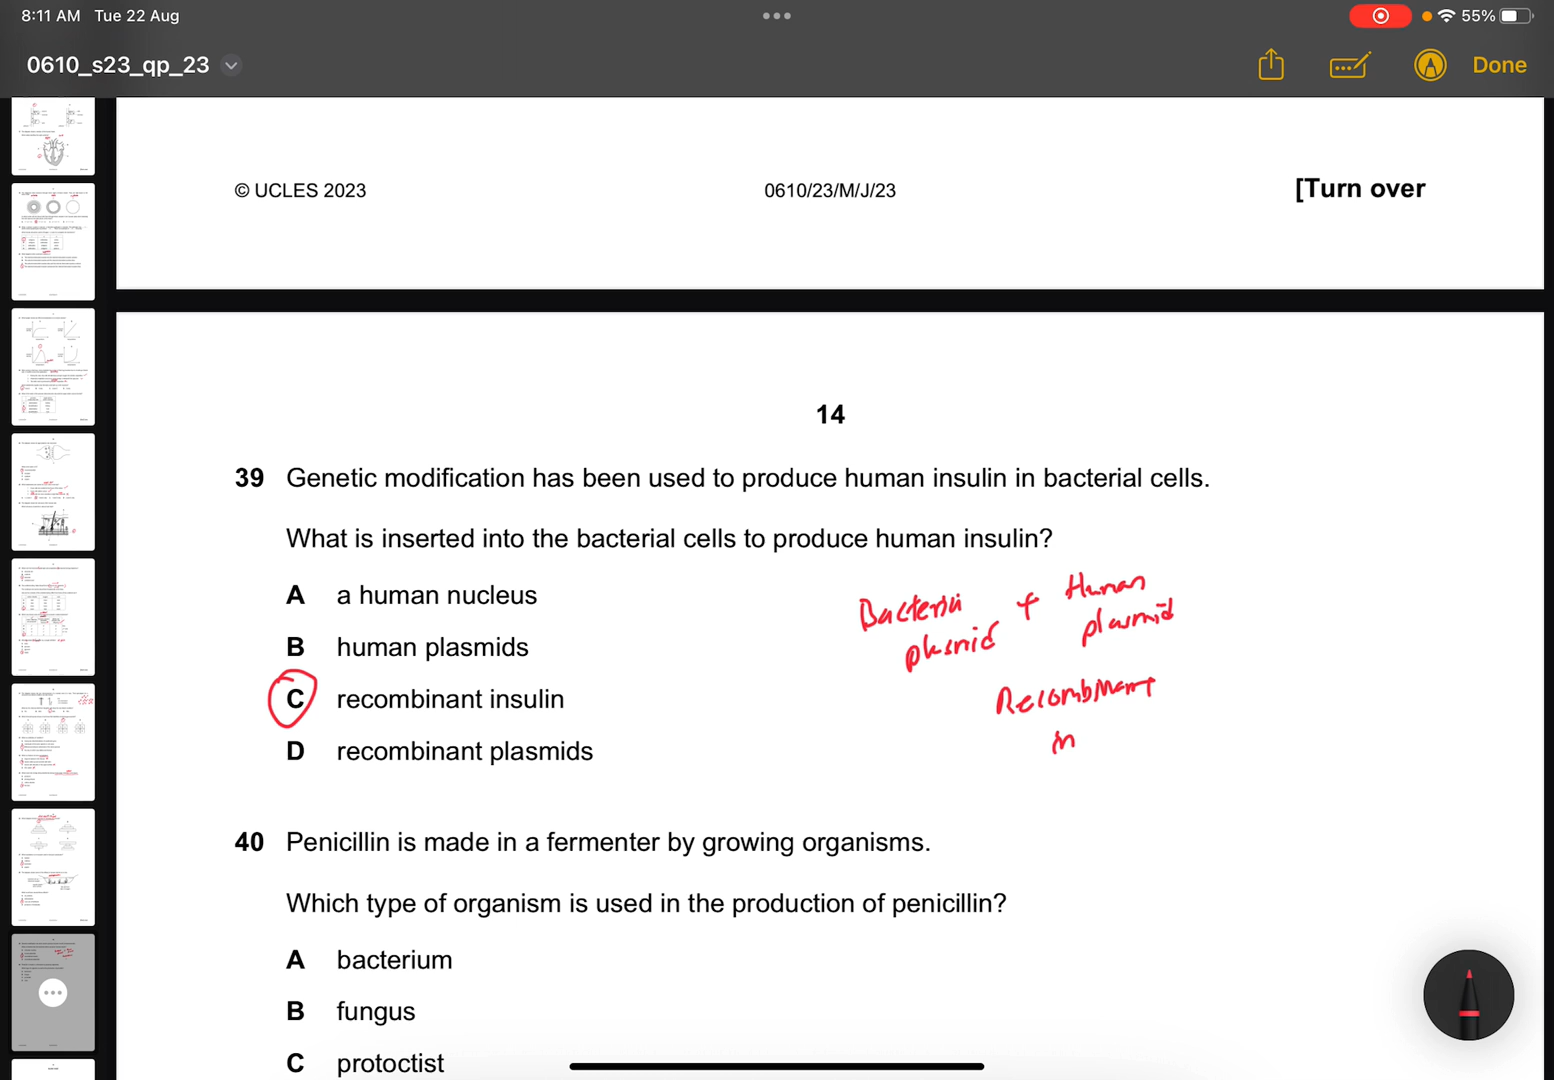 8:11 AM Tue 22 Aug
55%
0610_s23_qp_23
Done
© UCLES 2023
0610/23/M/J/23
[Turn over
14
39 Genetic modification has been used to produce human insulin in bacterial cells.
What is inserted into the bacterial cells to produce human insulin?
A a human nucleus
B human plasmids
C recombinant insulin
D recombinant plasmids
Bacteria + Human
plasmid plasmid
Recombinant
in
40 Penicillin is made in a fermenter by growing organisms.
Which type of organism is used in the production of penicillin?
A bacterium
B fungus
C protoctist